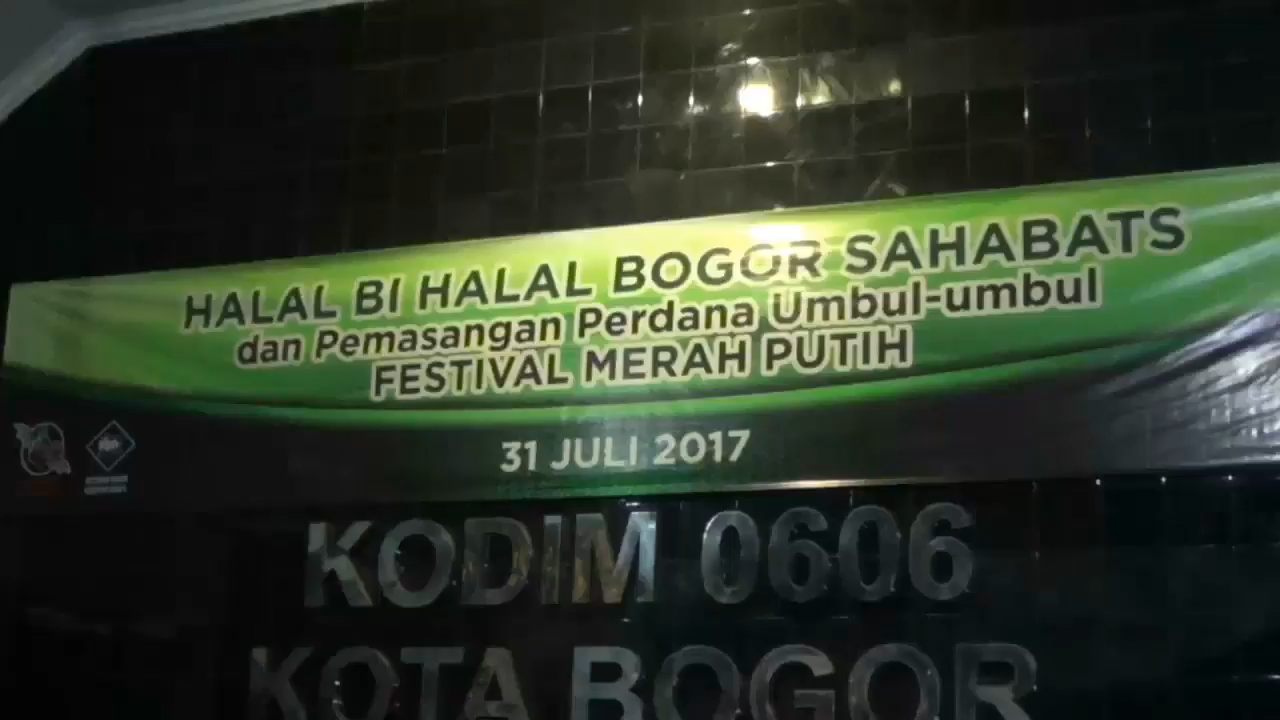 HALAL BI HALAL BOGOR SAHABATS
dan Pemasangan Perdana Umbul-umbul
FESTIVAL MERAH PUTIH
31 JULI 2017
KODIM 0606
KOTA BOGOR